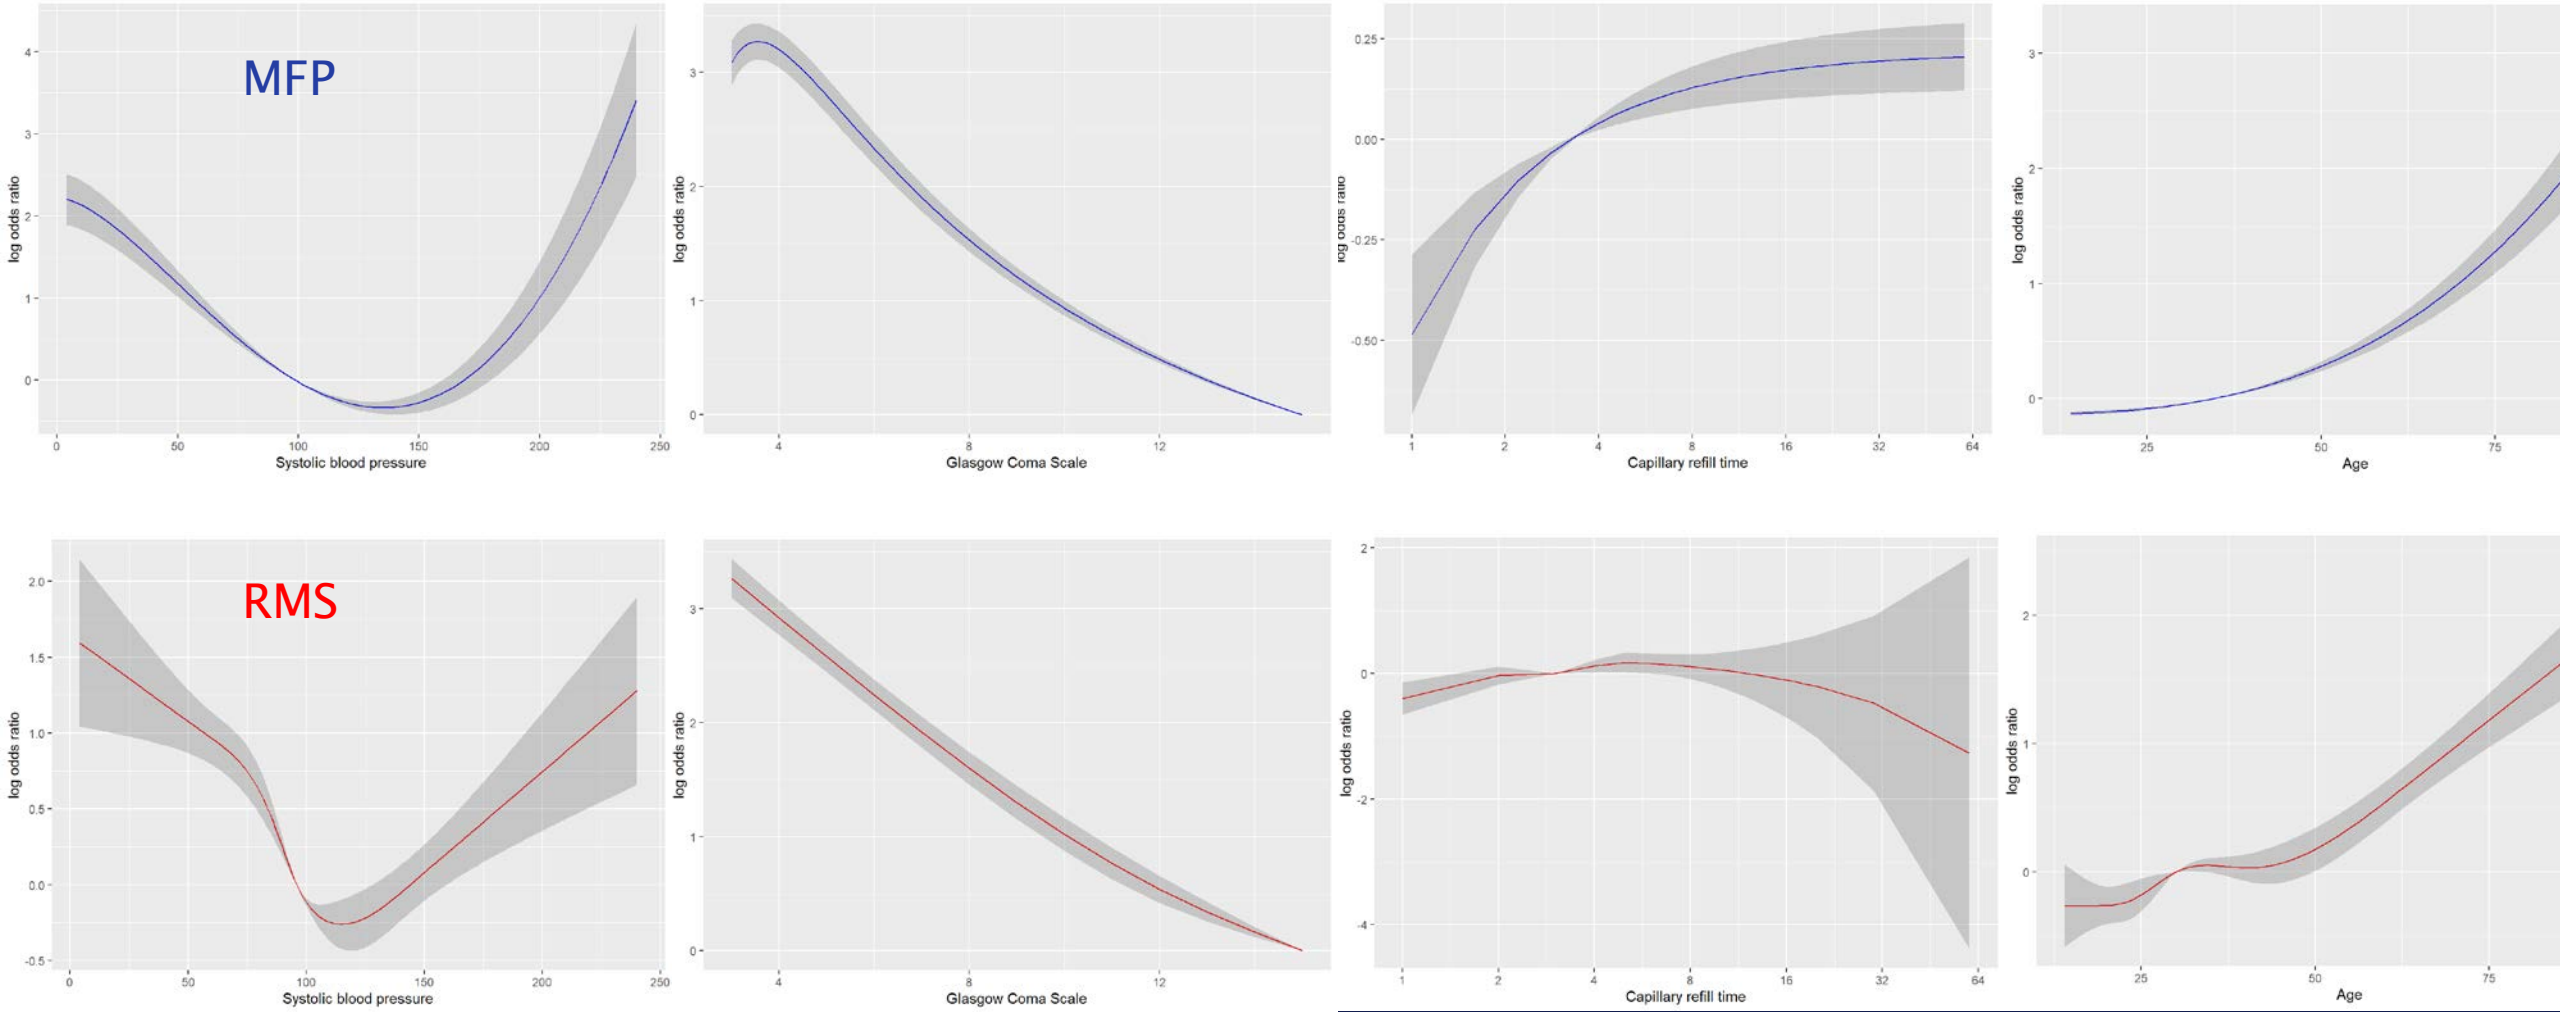 MFP
log odds ratio
4
3
2
1
0
0 50 100 150 200 250
Systolic blood pressure
log odds ratio
3
2
1
0
4 8 12
Glasgow Coma Scale
log odds ratio
0.25
0.00
-0.25
-0.50
1 2 4 8 16 32 64
Capillary refill time
log odds ratio
3
2
1
0
25 50 75
Age
RMS
log odds ratio
2.0
1.5
1.0
0.5
0.0
-0.5
0 50 100 150 200 250
Systolic blood pressure
log odds ratio
3
2
1
0
4 8 12
Glasgow Coma Scale
log odds ratio
2
0
-2
-4
1 2 4 8 16 32 64
Capillary refill time
log odds ratio
2
1
0
25 50 75
Age